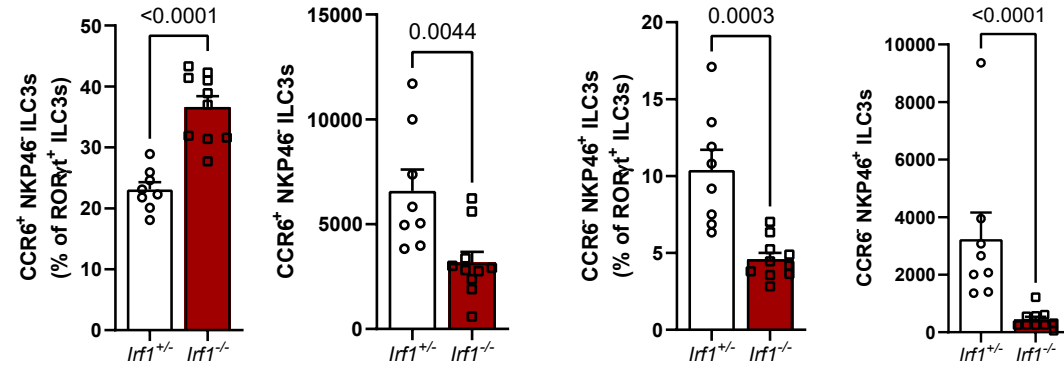 <0.0001
50
40
30
20
10
0
CCR6⁺ NKP46⁻ ILC3s
(% of RORγt⁺ ILC3s)
Irf1⁺/⁻ Irf1⁻/⁻
0.0044
15000
10000
5000
0
CCR6⁺ NKP46⁻ ILC3s
Irf1⁺/⁻ Irf1⁻/⁻
0.0003
20
15
10
5
0
CCR6⁻ NKP46⁺ ILC3s
(% of RORγt⁺ ILC3s)
Irf1⁺/⁻ Irf1⁻/⁻
<0.0001
10000
8000
6000
4000
2000
0
CCR6⁻ NKP46⁺ ILC3s
Irf1⁺/⁻ Irf1⁻/⁻